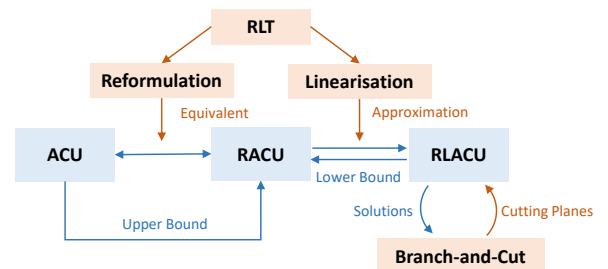 RLT
Reformulation
Linearisation
Equivalent
Approximation
ACU
RACU
RLACU
Lower Bound
Upper Bound
Solutions
Cutting Planes
Branch-and-Cut